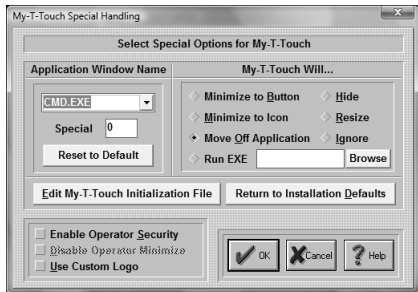 My-T-Touch Special Handling
Select Special Options for My-T-Touch
Application Window Name
My-T-Touch Will...
CMD.EXE
Special 0
Reset to Default
Minimize to Button
Hide
Minimize to Icon
Resize
Move Off Application
Ignore
Run EXE
Browse
Edit My-T-Touch Initialization File
Return to Installation Defaults
Enable Operator Security
Disable Operator Minimize
Use Custom Logo
OK
Cancel
Help